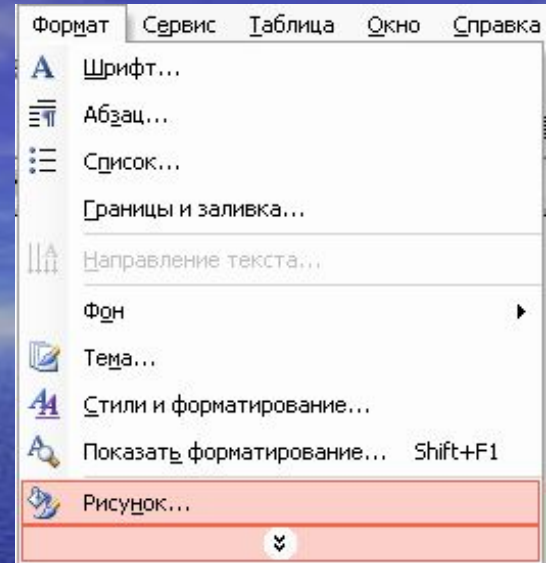 Формат Сервис Таблица Окно Справка
Шрифт...
Абзац...
Список...
Границы и заливка...
Направление текста...
Фон
Тема...
Стили и форматирование...
Показать форматирование... Shift+F1
Рисунок...